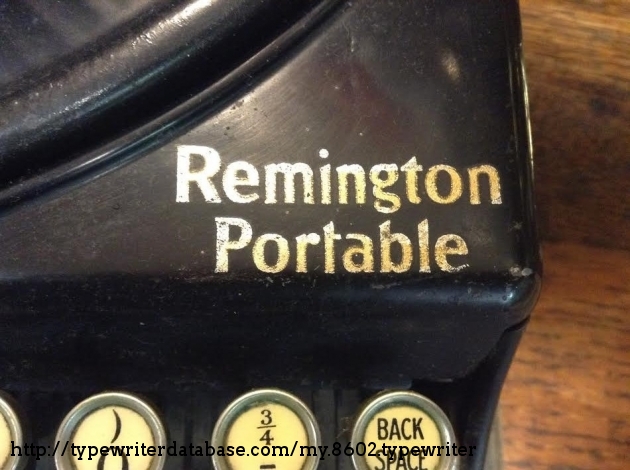 Remington
Portable
)
3/4
-
BACK
SPACE
http://typewriterdatabase.com/my.8602.typewriter